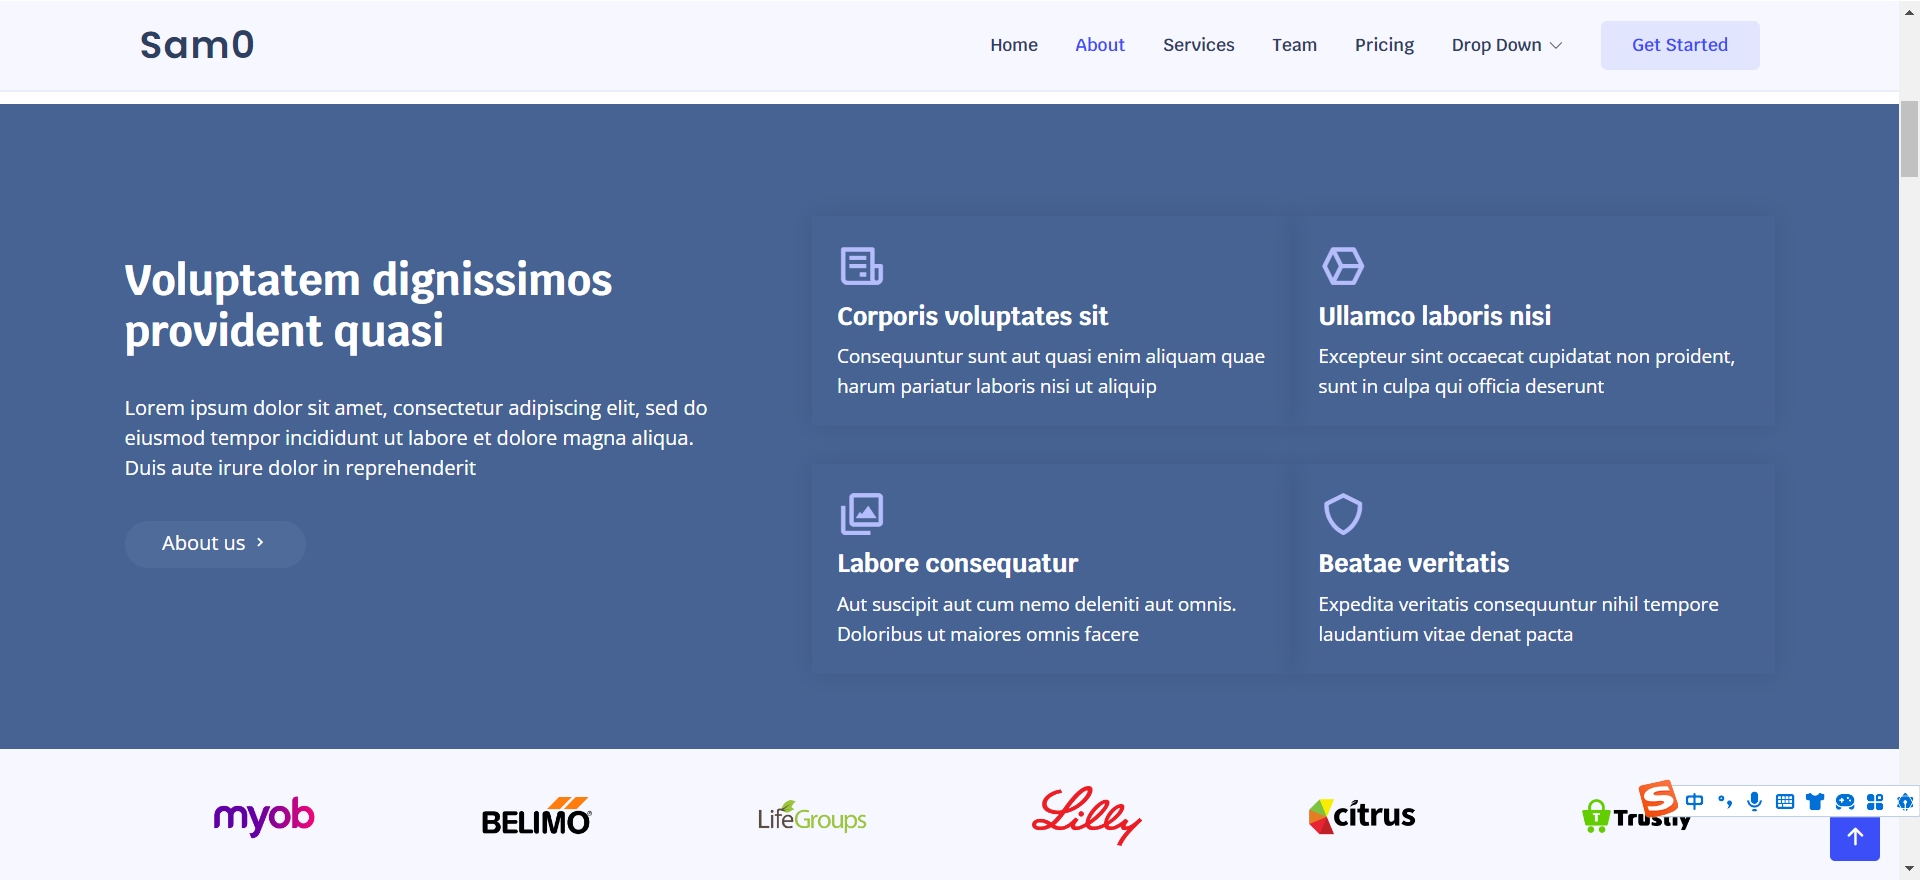 Sam0
Home
About
Services
Team
Pricing
Drop Down
Get Started
Voluptatem dignissimos
provident quasi
Lorem ipsum dolor sit amet, consectetur adipiscing elit, sed do
eiusmod tempor incididunt ut labore et dolore magna aliqua.
Duis aute irure dolor in reprehenderit
About us
Corporis voluptates sit
Consequuntur sunt aut quasi enim aliquam quae
harum pariatur laboris nisi ut aliquip
Ullamco laboris nisi
Excepteur sint occaecat cupidatat non proident,
sunt in culpa qui officia deserunt
Labore consequatur
Aut suscipit aut cum nemo deleniti aut omnis.
Doloribus ut maiores omnis facere
Beatae veritatis
Expedita veritatis consequuntur nihil tempore
laudantium vitae denat pacta
myob
BELIMO
LifeGroups
Lilly
citrus
T Trustly
S 中